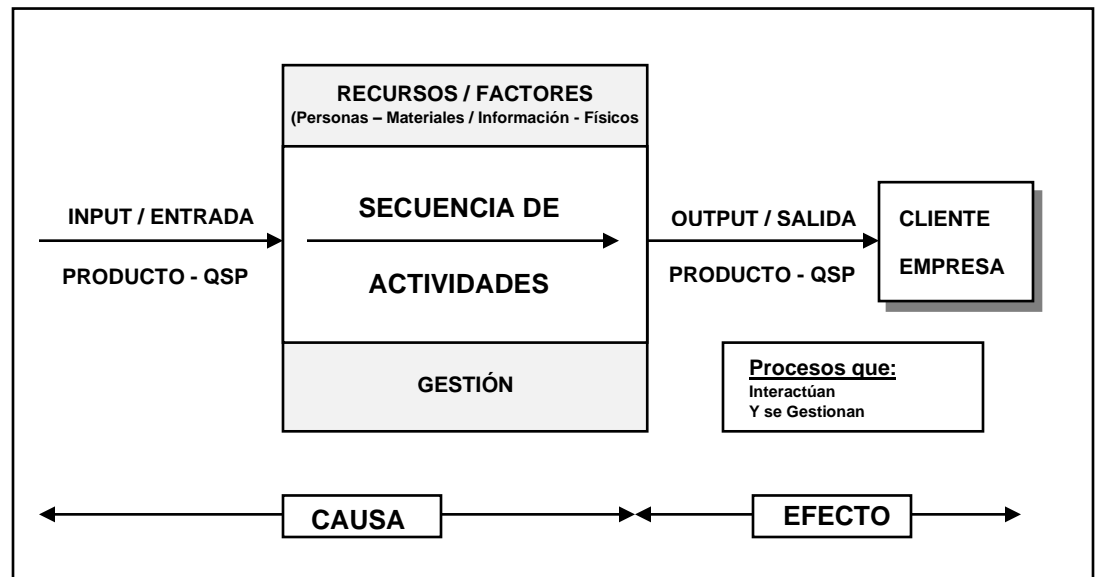 RECURSOS / FACTORES
(Personas – Materiales / Información - Físicos
INPUT / ENTRADA
PRODUCTO - QSP
SECUENCIA DE
ACTIVIDADES
OUTPUT / SALIDA
PRODUCTO - QSP
CLIENTE
EMPRESA
GESTIÓN
Procesos que:
Interactúan
Y se Gestionan
CAUSA
EFECTO